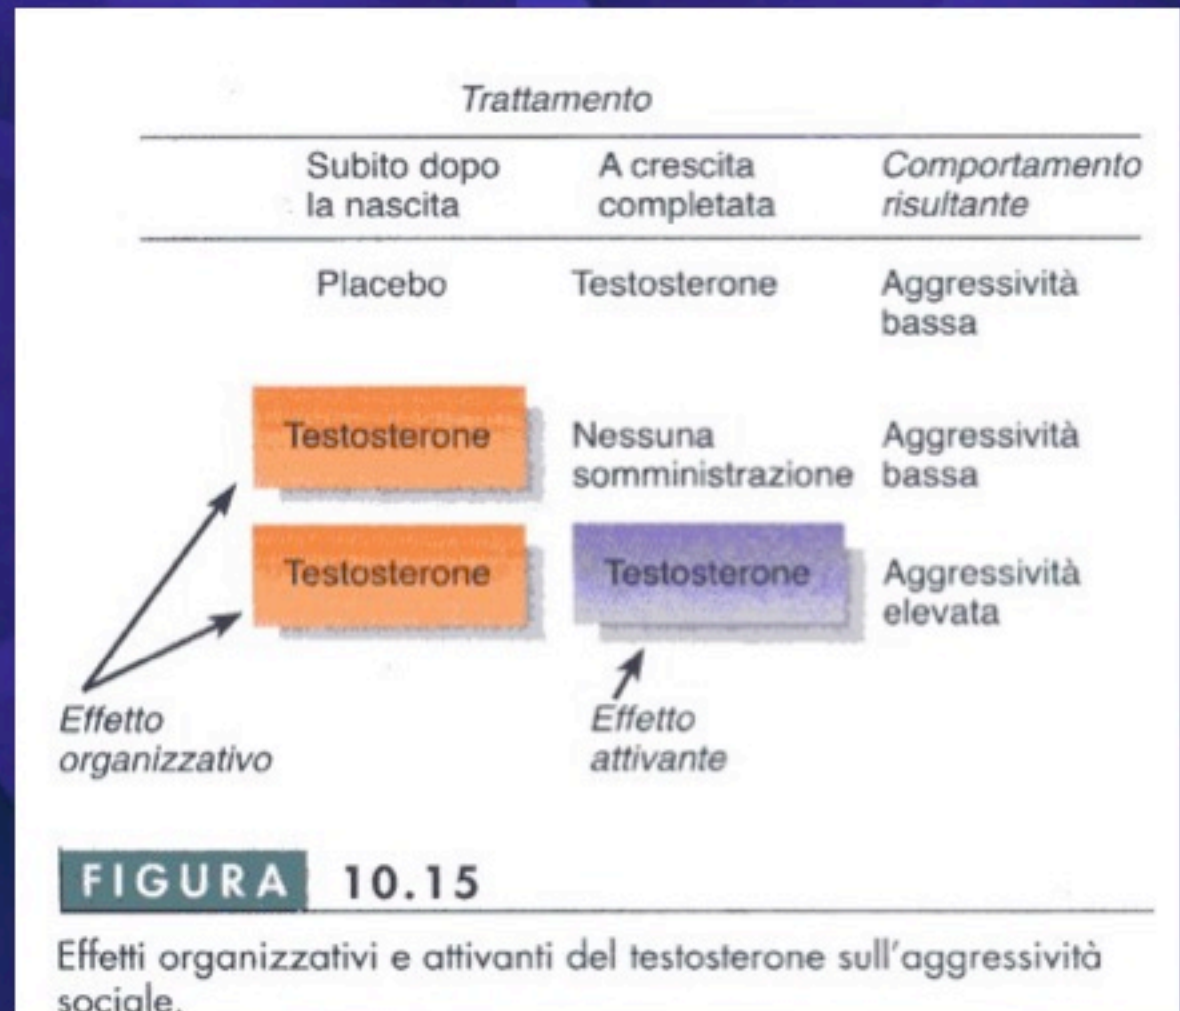 Trattamento
Subito dopo la nascita
A crescita completata
Comportamento risultante
Placebo
Testosterone
Aggressività bassa
Testosterone
Nessuna somministrazione
Aggressività bassa
Testosterone
Testosterone
Aggressività elevata
Effetto organizzativo
Effetto attivante
FIGURA 10.15
Effetti organizzativi e attivanti del testosterone sull'aggressività
sociale.